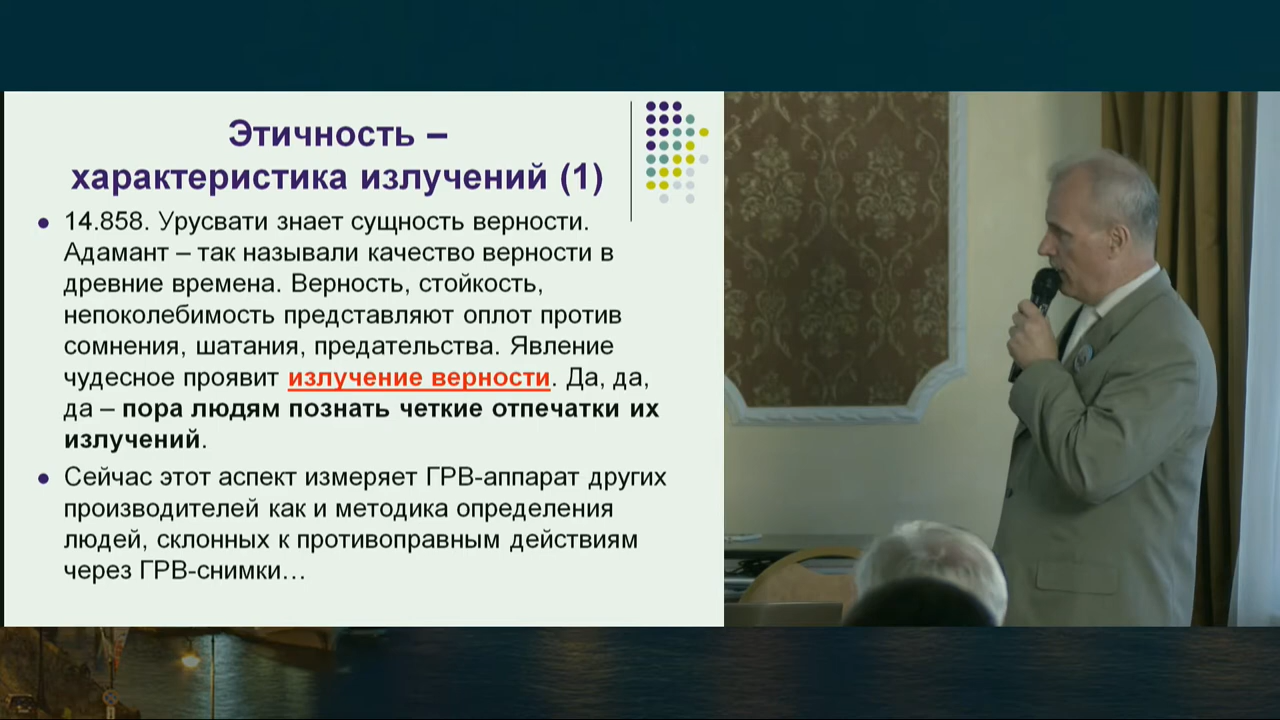 Этичность –
характеристика излучений (1)
14.858. Урусвати знает сущность верности.
Адамант – так называли качество верности в
древние времена. Верность, стойкость,
непоколебимость представляют оплот против
сомнения, шатания, предательства. Явление
чудесное проявит излучение верности. Да, да,
да – пора людям познать четкие отпечатки их
излучений.
Сейчас этот аспект измеряет ГРВ-аппарат других
производителей как и методика определения
людей, склонных к противоправным действиям
через ГРВ-снимки…